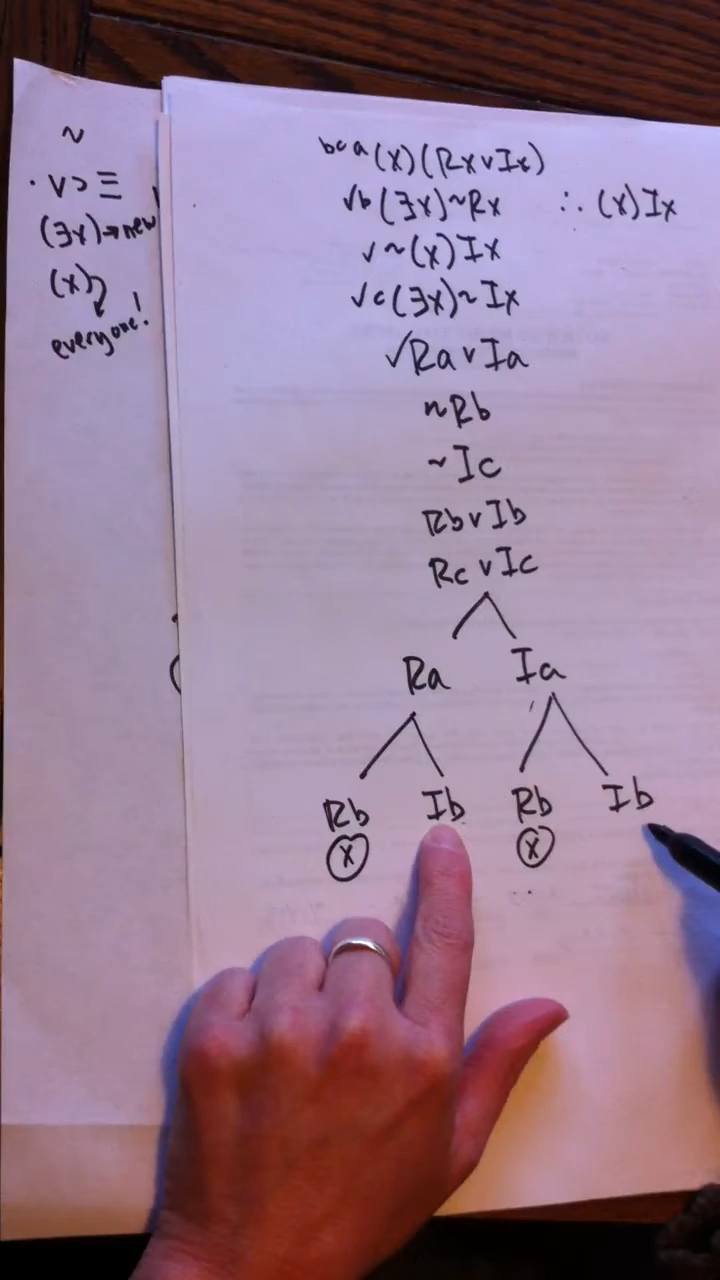 ~
· v ⊃ ≡
(∃x)→new
(x)
everyone!
bca(x)(Rx v Ix)
√b(∃x)~Rx ∴ (x)Ix
√~(x)Ix
√c(∃x)~Ix
√Ra v Ia
~Rb
~Ic
Rb v Ib
Rc v Ic
Ra Ia
Rb Ib Rb Ib
x x